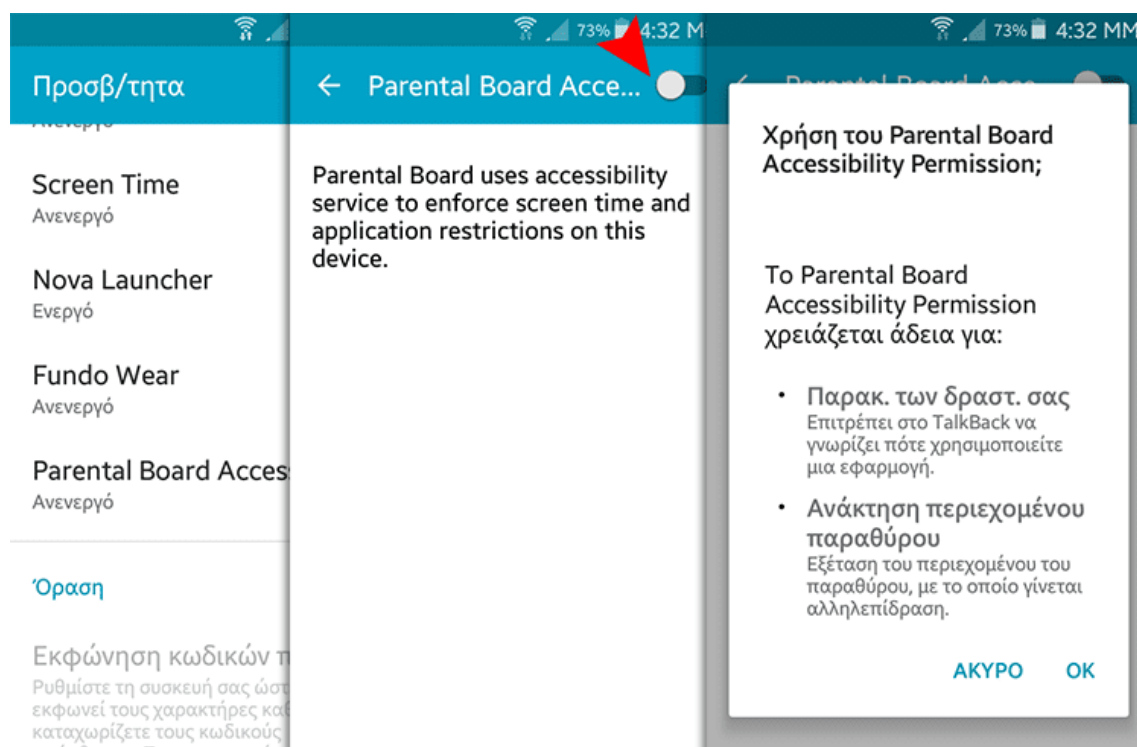 Προσβ/τητα
Screen Time
Ανενεργό
Nova Launcher
Ενεργό
Fundo Wear
Ανενεργό
Parental Board Acces
Ανενεργό
Όραση
Εκφώνηση κωδικών π
Ρυθμίστε τη συσκευή σας ώστ
εκφωνεί τους χαρακτήρες κα
καταχωρίζετε τους κωδικούς
73% 4:32 M
← Parental Board Acce...
Parental Board uses accessibility
service to enforce screen time and
application restrictions on this
device.
73% 4:32 MM
Χρήση του Parental Board
Accessibility Permission;
Το Parental Board
Accessibility Permission
χρειάζεται άδεια για:
• Παρακ. των δραστ. σας
Επιτρέπει στο TalkBack να
γνωρίζει πότε χρησιμοποιείτε
μια εφαρμογή.
• Ανάκτηση περιεχομένου
παραθύρου
Εξέταση του περιεχομένου του
παραθύρου, με το οποίο γίνεται
αλληλεπίδραση.
ΑΚΥΡΟ OK